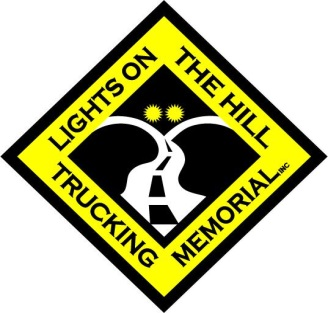 LIGHTS ON
THE HILL
TRUCKING
MEMORIAL INC